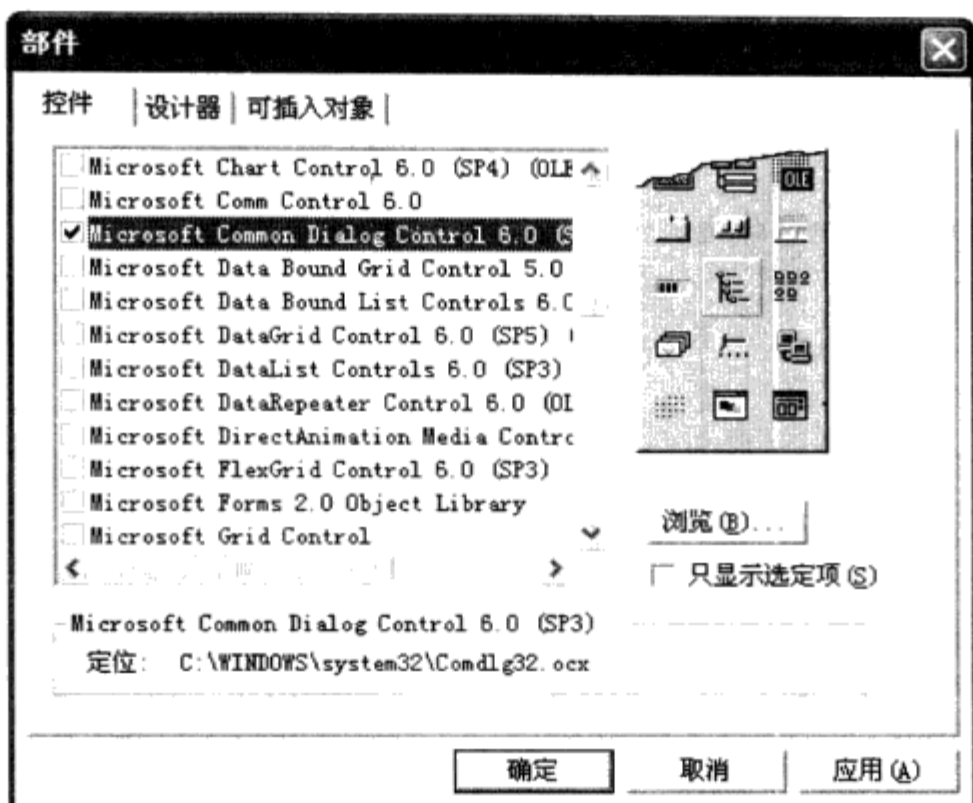 部件
控件 设计器 可插入对象
Microsoft Chart Control 6.0 (SP4) (OLE
Microsoft Comm Control 6.0
Microsoft Common Dialog Control 6.0 (S
Microsoft Data Bound Grid Control 5.0
Microsoft Data Bound List Controls 6.0
Microsoft DataGrid Control 6.0 (SP5) (
Microsoft DataList Controls 6.0 (SP3)
Microsoft DataRepeater Control 6.0 (OL
Microsoft DirectAnimation Media Contro
Microsoft FlexGrid Control 6.0 (SP3)
Microsoft Forms 2.0 Object Library
Microsoft Grid Control
OLE
浏览(B)...
只显示选定项(S)
Microsoft Common Dialog Control 6.0 (SP3)
定位: C:\WINDOWS\system32\Comdlg32.ocx
确定 取消 应用(A)